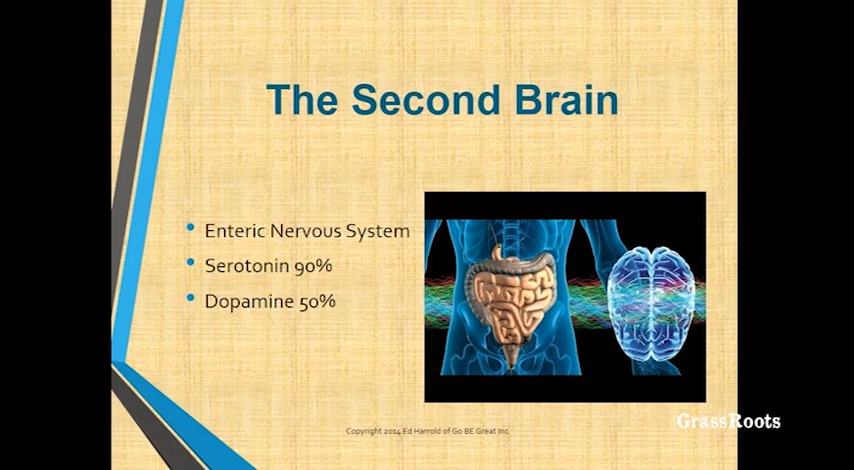 The Second Brain
Enteric Nervous System
Serotonin 90%
Dopamine 50%
Copyright 2014 Ed Harrold of Go BE Great Inc.
GrassRoots